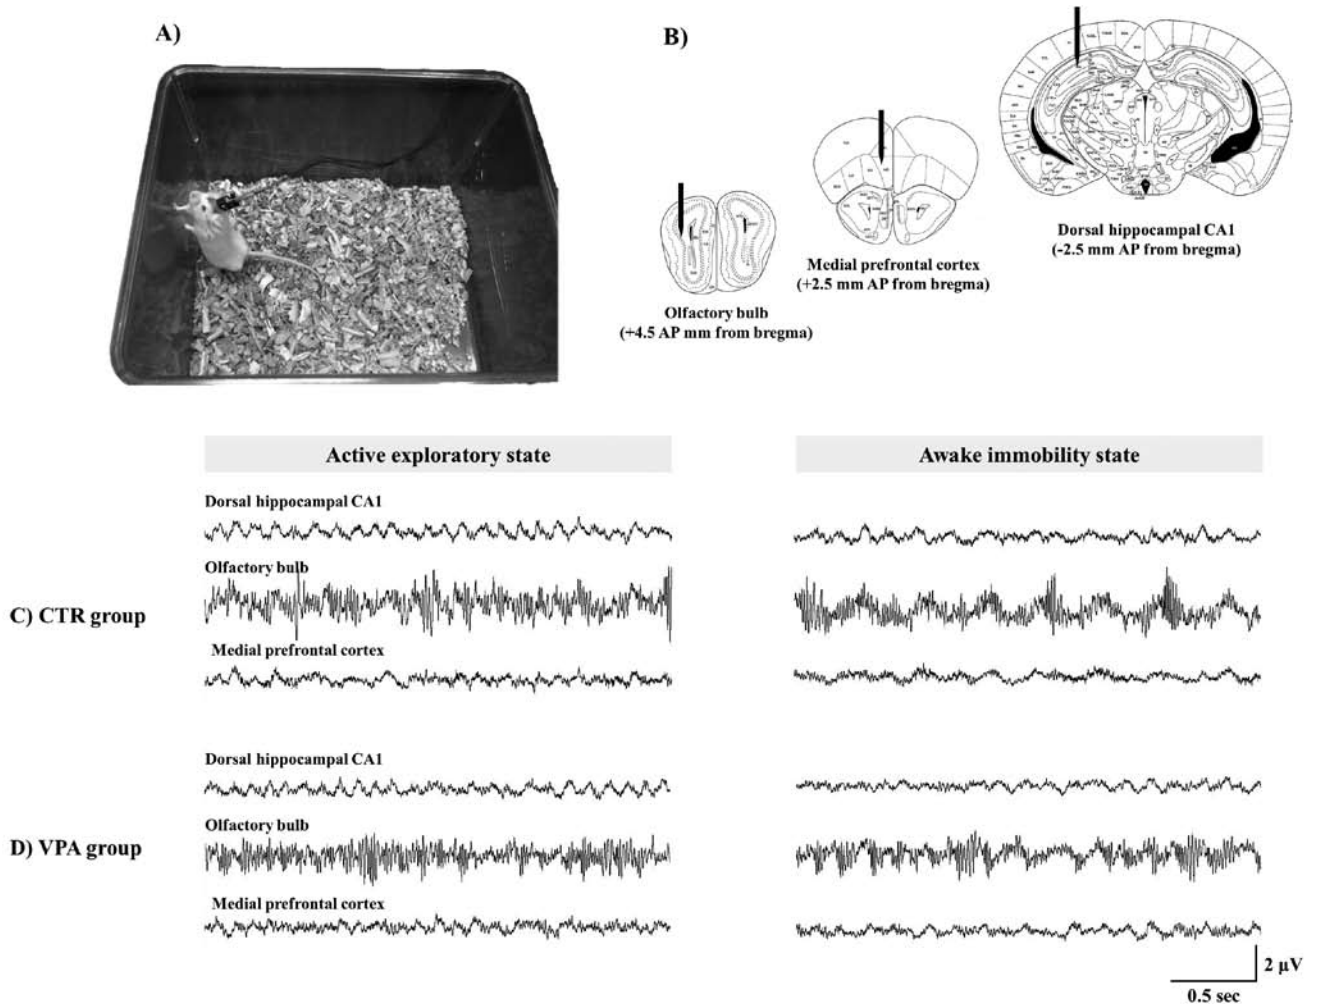 A)
B)
Dorsal hippocampal CA1
(-2.5 mm AP from bregma)
Medial prefrontal cortex
(+2.5 mm AP from bregma)
Olfactory bulb
(+4.5 AP mm from bregma)
Active exploratory state
Awake immobility state
C) CTR group
Dorsal hippocampal CA1
Olfactory bulb
Medial prefrontal cortex
D) VPA group
Dorsal hippocampal CA1
Olfactory bulb
Medial prefrontal cortex
2 µV
0.5 sec